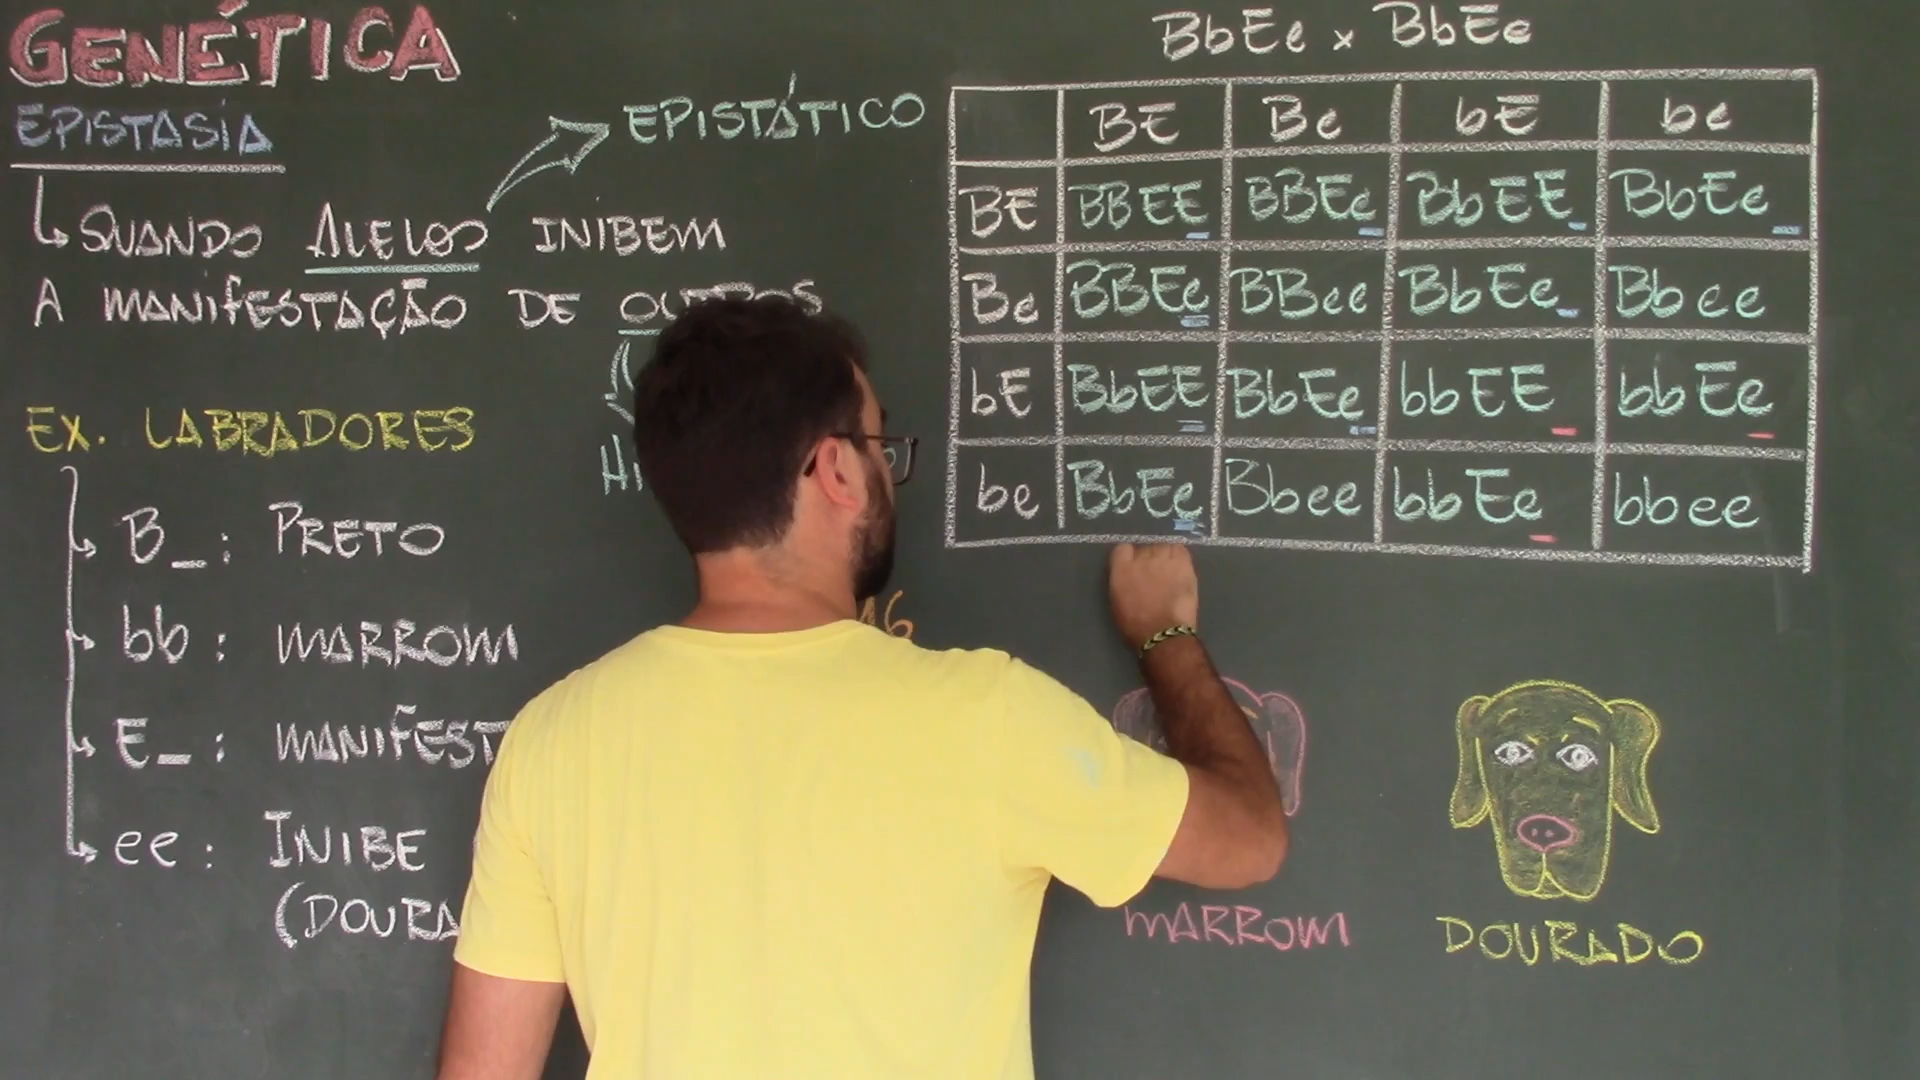 GENÉTICA
EPISTASIA
EPISTÁTICO
QUANDO ALELOS INIBEM
A MANIFESTAÇÃO DE OUTROS
EX. LABRADORES
B_: PRETO
bb: MARROM
E_: MANIFEST
ee: INIBE
(DOURA
BbEe x BbEe
BE Be bE be
BE BBEE BBEe BbEE BbEe
Be BBEe BBee BbEe Bbee
bE BbEE BbEe bbEE bbEe
be BbEe Bbee bbEe bbee
16
MARROM
DOURADO